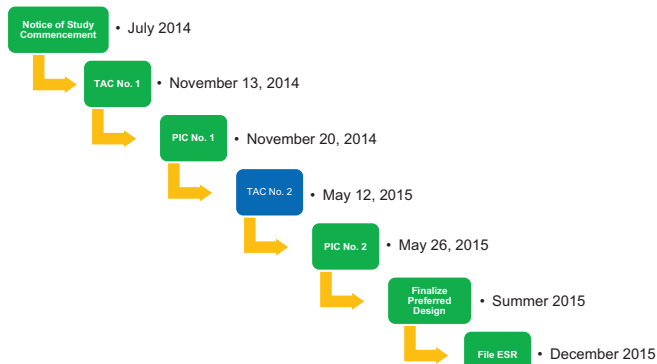 Notice of Study
Commencement
• July 2014
TAC No. 1
• November 13, 2014
PIC No. 1
• November 20, 2014
TAC No. 2
• May 12, 2015
PIC No. 2
• May 26, 2015
Finalize
Preferred
Design
• Summer 2015
File ESR
• December 2015